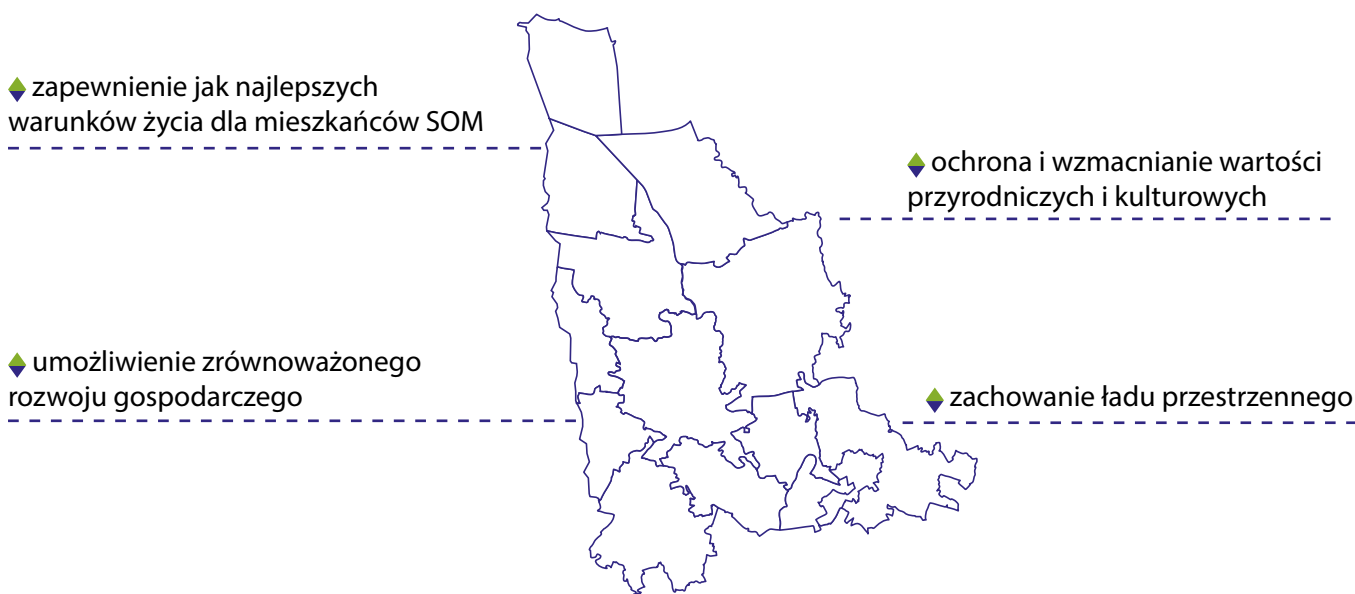 zapewnienie jak najlepszych
warunków życia dla mieszkańców SOM
ochrona i wzmacnianie wartości
przyrodniczych i kulturowych
umożliwienie zrównoważonego
rozwoju gospodarczego
zachowanie ładu przestrzennego